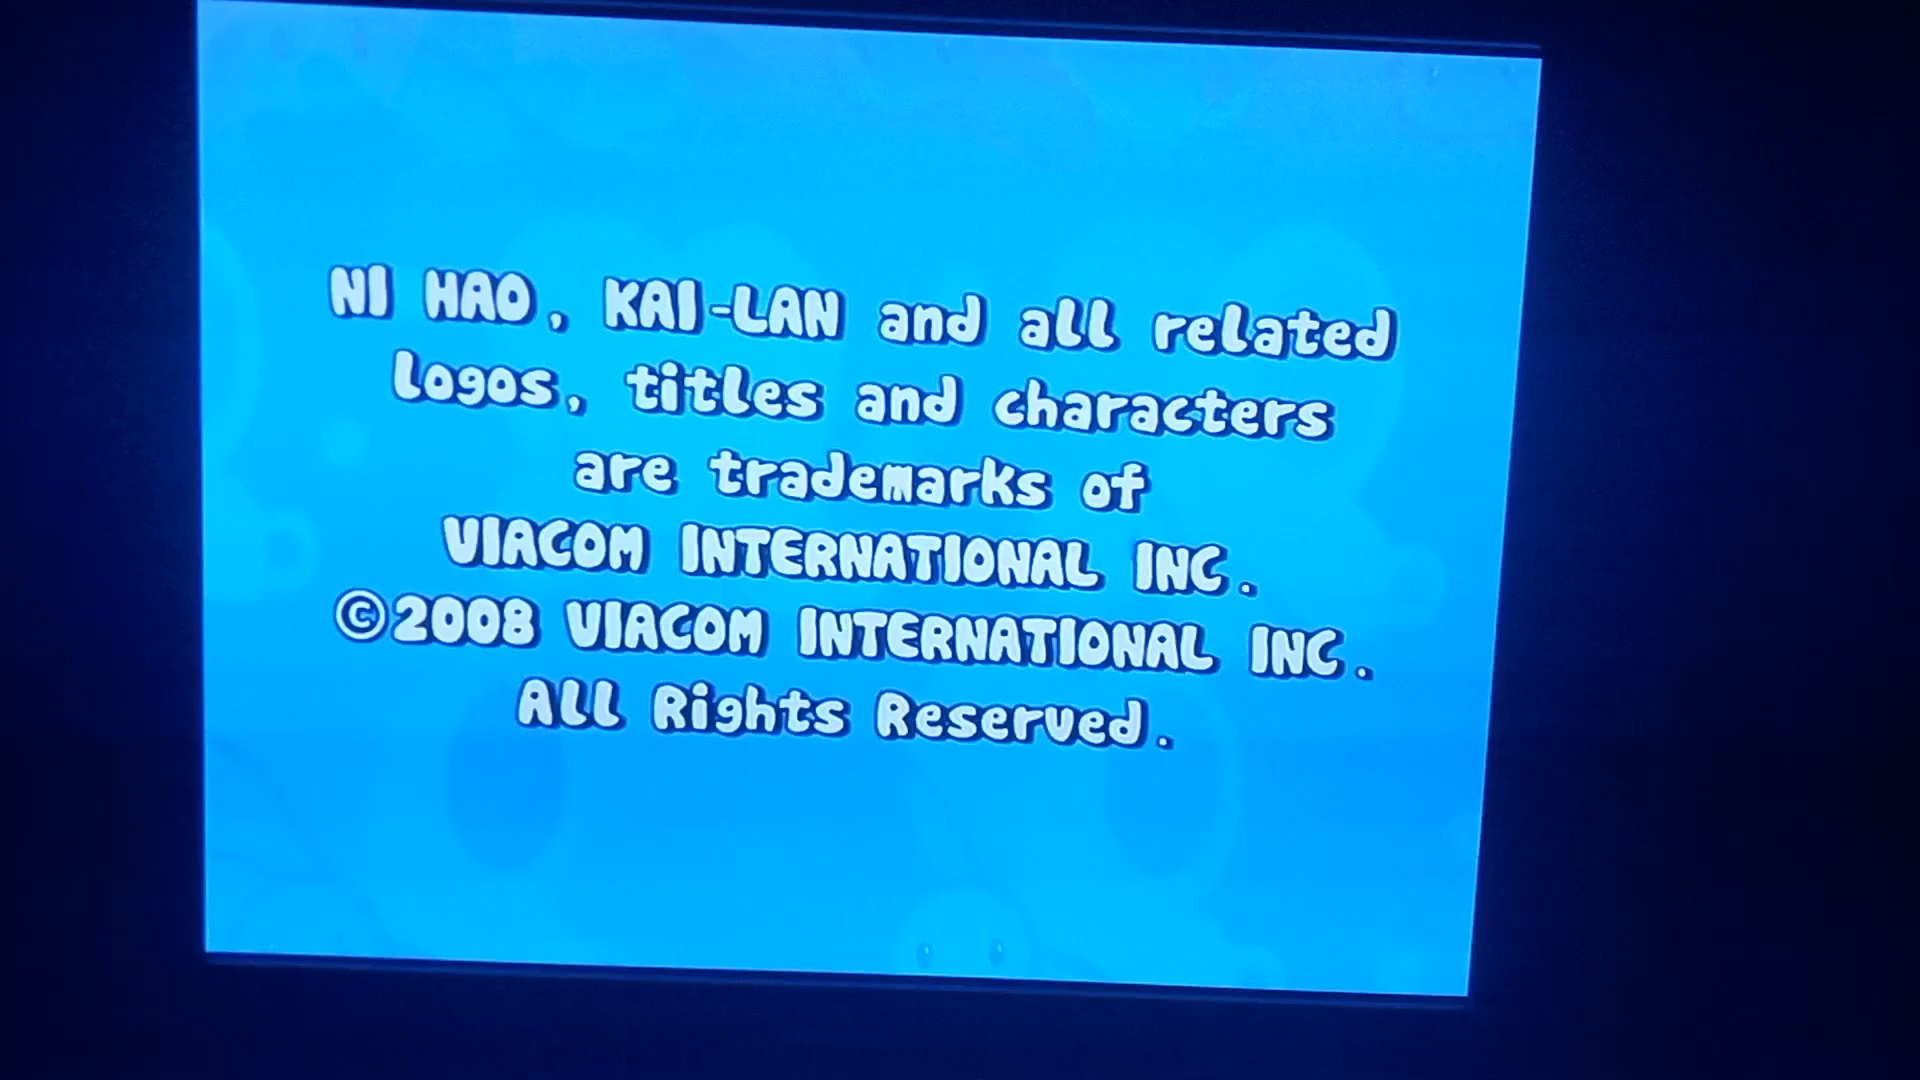 NI HAO, KAI-LAN and all related
logos, titles and characters
are trademarks of
VIACOM INTERNATIONAL INC.
©2008 VIACOM INTERNATIONAL INC.
All Rights Reserved.